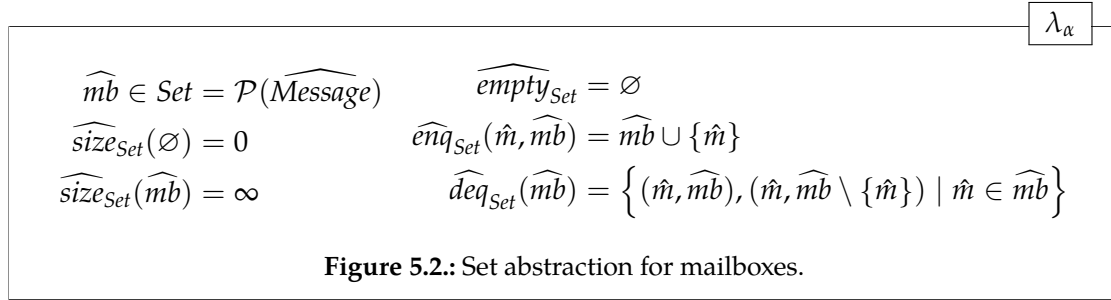 λ_α
\widehat{mb} ∈ Set = 𝒫(\widehat{Message})    \widehat{empty}_{Set} = ∅
\widehat{size}_{Set}(∅) = 0    \widehat{enq}_{Set}(m̂, \widehat{mb}) = \widehat{mb} ∪ {m̂}
\widehat{size}_{Set}(\widehat{mb}) = ∞    \widehat{deq}_{Set}(\widehat{mb}) = {(m̂, \widehat{mb}), (m̂, \widehat{mb} \ {m̂}) | m̂ ∈ \widehat{mb}}
Figure 5.2.: Set abstraction for mailboxes.